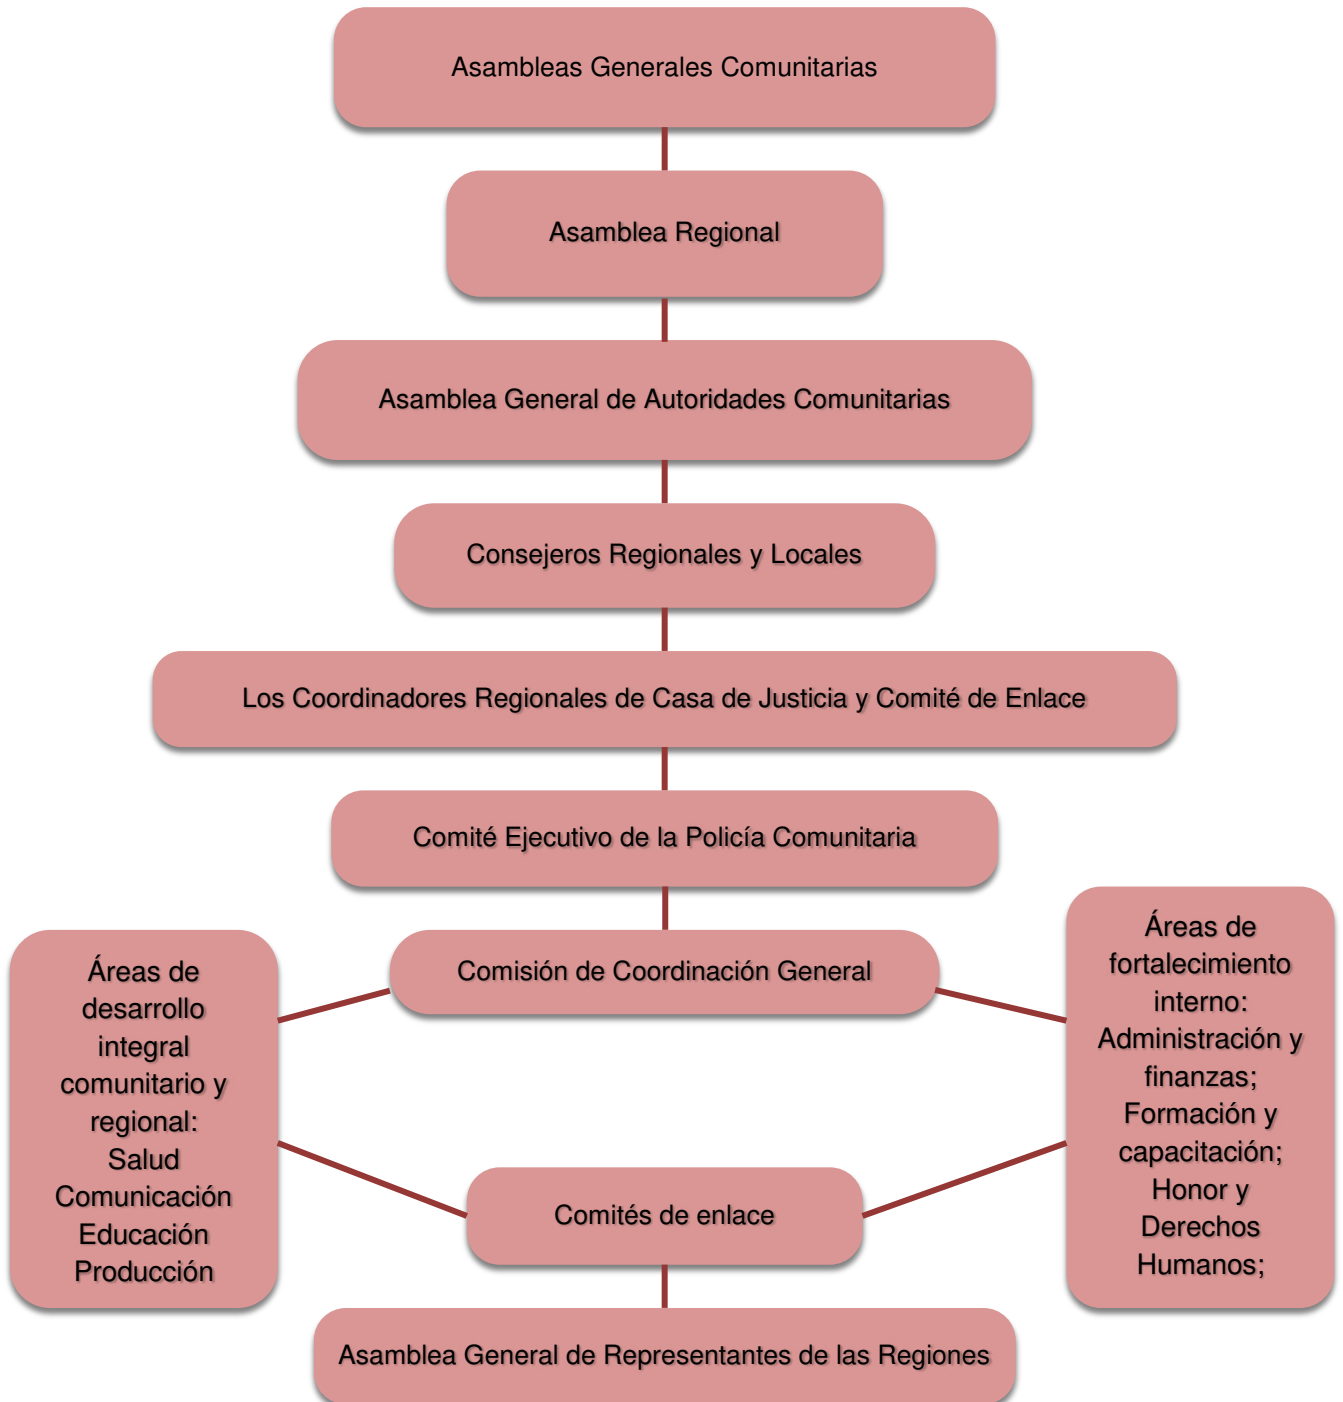 Asambleas Generales Comunitarias
Asamblea Regional
Asamblea General de Autoridades Comunitarias
Consejeros Regionales y Locales
Los Coordinadores Regionales de Casa de Justicia y Comité de Enlace
Comité Ejecutivo de la Policía Comunitaria
Comisión de Coordinación General
Áreas de
desarrollo
integral
comunitario y
regional:
Salud
Comunicación
Educación
Producción
Áreas de
fortalecimiento
interno:
Administración y
finanzas;
Formación y
capacitación;
Honor y
Derechos
Humanos;
Comités de enlace
Asamblea General de Representantes de las Regiones